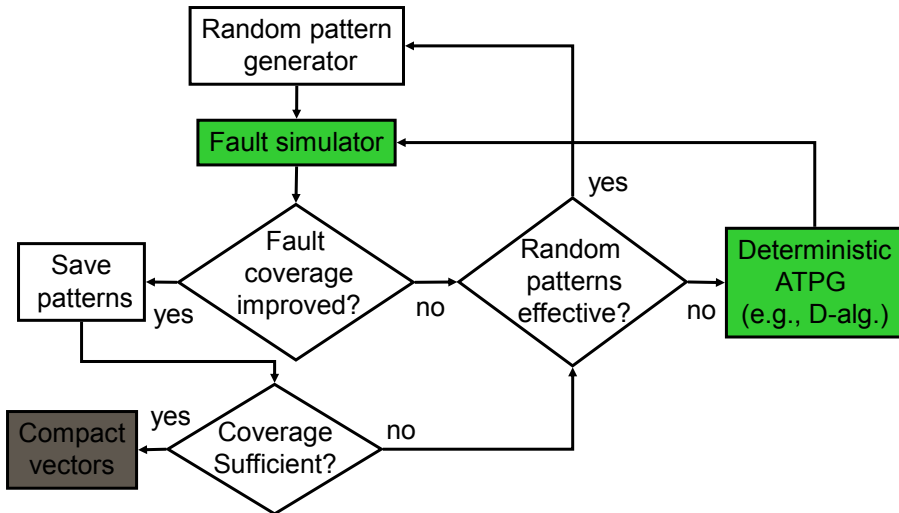 Random pattern
generator
Fault simulator
yes
Fault
coverage
improved?
Random
patterns
effective?
Deterministic
ATPG
(e.g., D-alg.)
Save
patterns
yes
no
no
yes
no
Compact
vectors
Coverage
Sufficient?